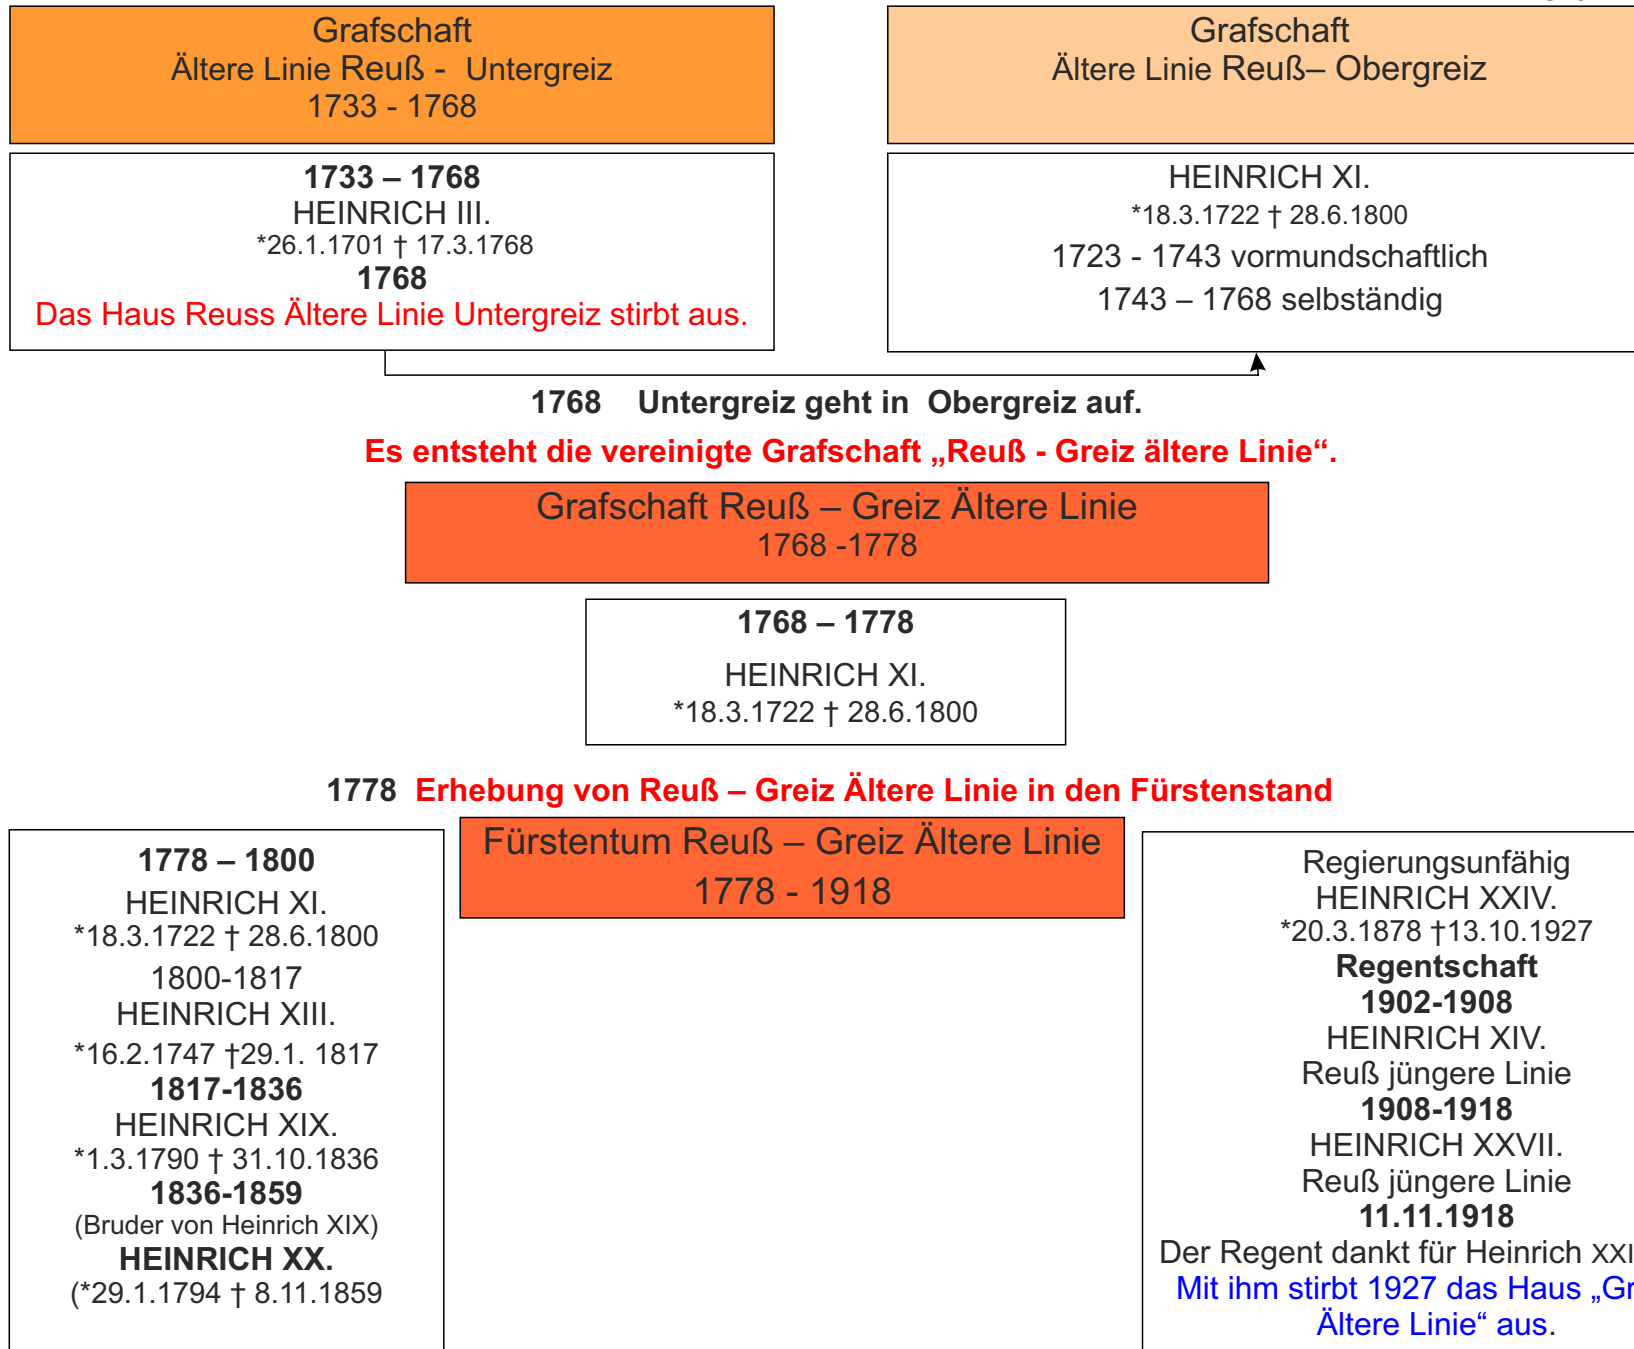 Grafschaft
Ältere Linie Reuß - Untergreiz
1733 - 1768
Grafschaft
Ältere Linie Reuß– Obergreiz
1733 – 1768
HEINRICH III.
*26.1.1701 † 17.3.1768
1768
Das Haus Reuss Ältere Linie Untergreiz stirbt aus.
HEINRICH XI.
*18.3.1722 † 28.6.1800
1723 - 1743 vormundschaftlich
1743 – 1768 selbständig
1768 Untergreiz geht in Obergreiz auf.
Es entsteht die vereinigte Grafschaft „Reuß - Greiz ältere Linie“.
Grafschaft Reuß – Greiz Ältere Linie
1768 -1778
1768 – 1778
HEINRICH XI.
*18.3.1722 † 28.6.1800
1778 Erhebung von Reuß – Greiz Ältere Linie in den Fürstenstand
Fürstentum Reuß – Greiz Ältere Linie
1778 - 1918
1778 – 1800
HEINRICH XI.
*18.3.1722 † 28.6.1800
1800-1817
HEINRICH XIII.
*16.2.1747 †29.1. 1817
1817-1836
HEINRICH XIX.
*1.3.1790 † 31.10.1836
1836-1859
(Bruder von Heinrich XIX)
HEINRICH XX.
(*29.1.1794 † 8.11.1859
Regierungsunfähig
HEINRICH XXIV.
*20.3.1878 †13.10.1927
Regentschaft
1902-1908
HEINRICH XIV.
Reuß jüngere Linie
1908-1918
HEINRICH XXVII.
Reuß jüngere Linie
11.11.1918
Der Regent dankt für Heinrich
Mit ihm stirbt 1927 das Haus
Ältere Linie“ aus.